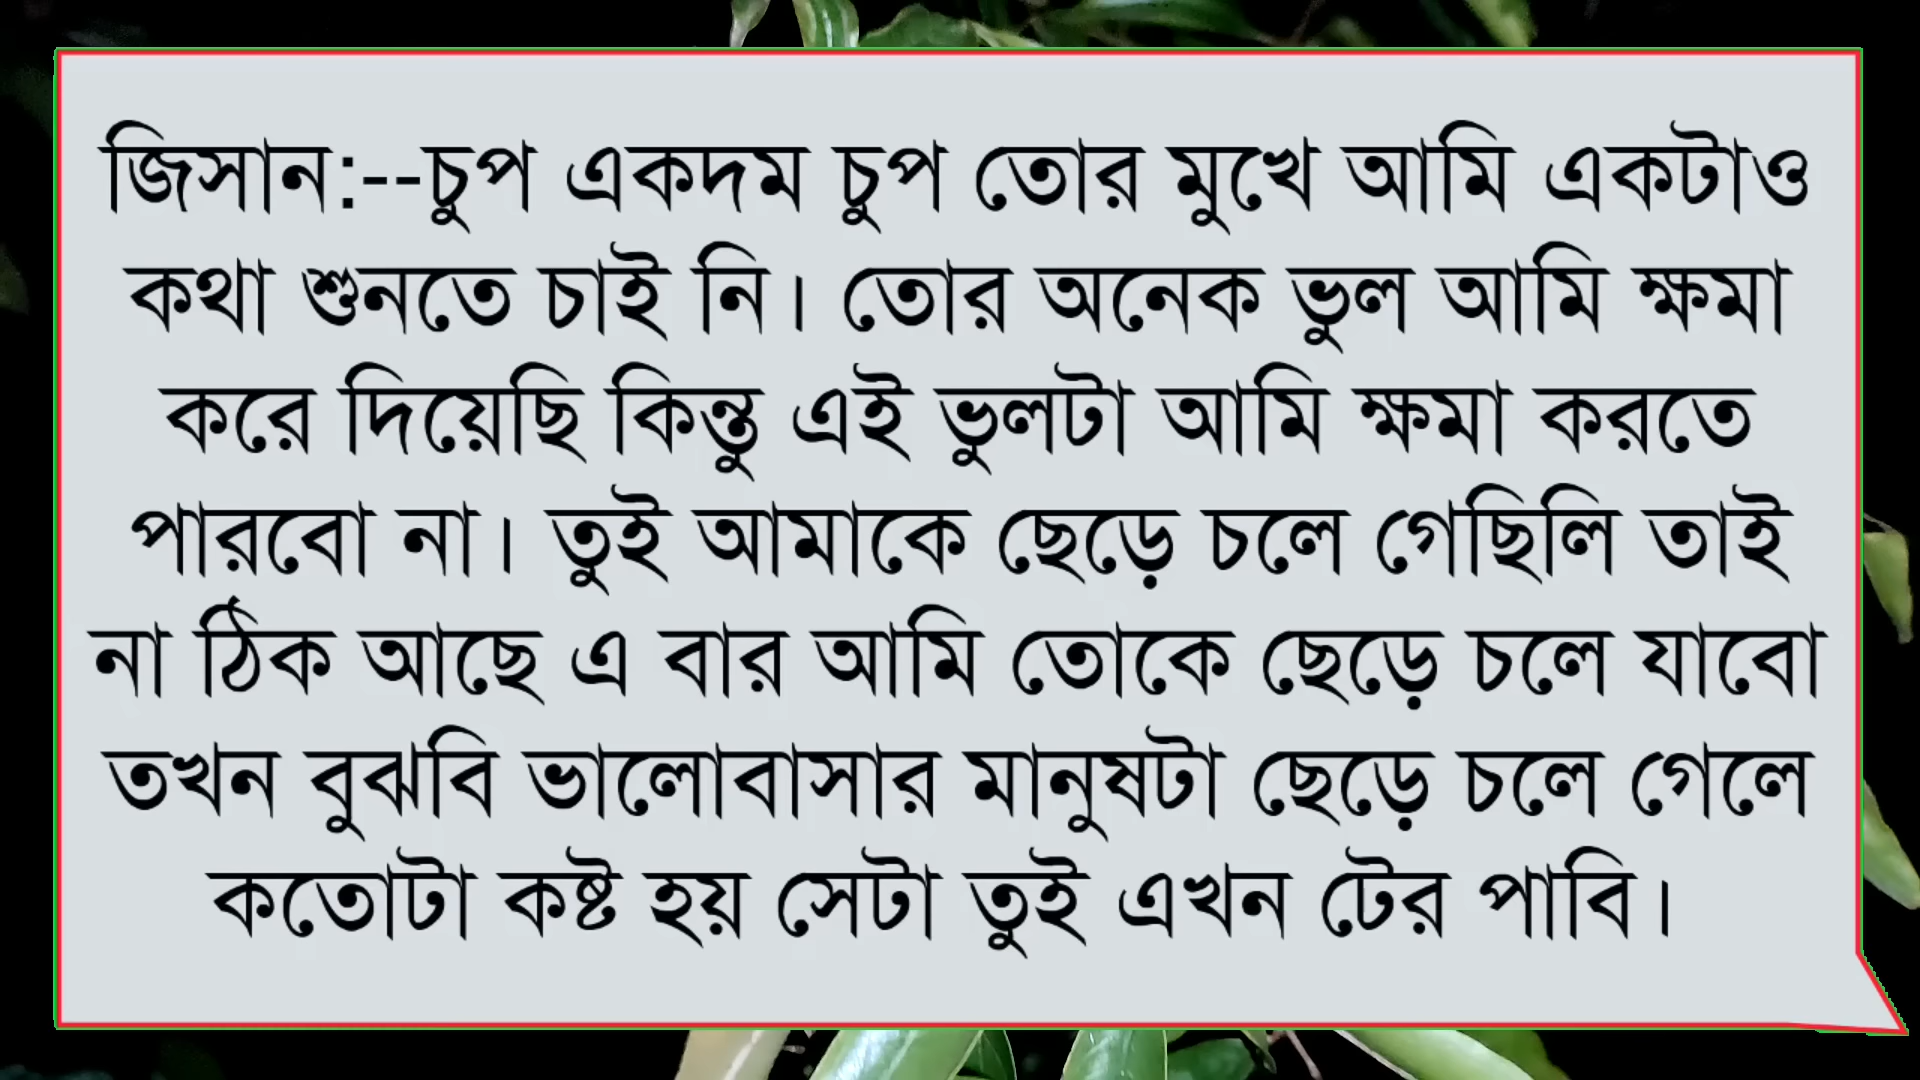 জিসান:--চুপ একদম চুপ তোর মুখে আমি একটাও
কথা শুনতে চাই নি। তোর অনেক ভুল আমি ক্ষমা
করে দিয়েছি কিন্তু এই ভুলটা আমি ক্ষমা করতে
পারবো না। তুই আমাকে ছেড়ে চলে গেছিলি তাই
না ঠিক আছে এ বার আমি তোকে ছেড়ে চলে যাবো
তখন বুঝবি ভালোবাসার মানুষটা ছেড়ে চলে গেলে
কতোটা কষ্ট হয় সেটা তুই এখন টের পাবি।